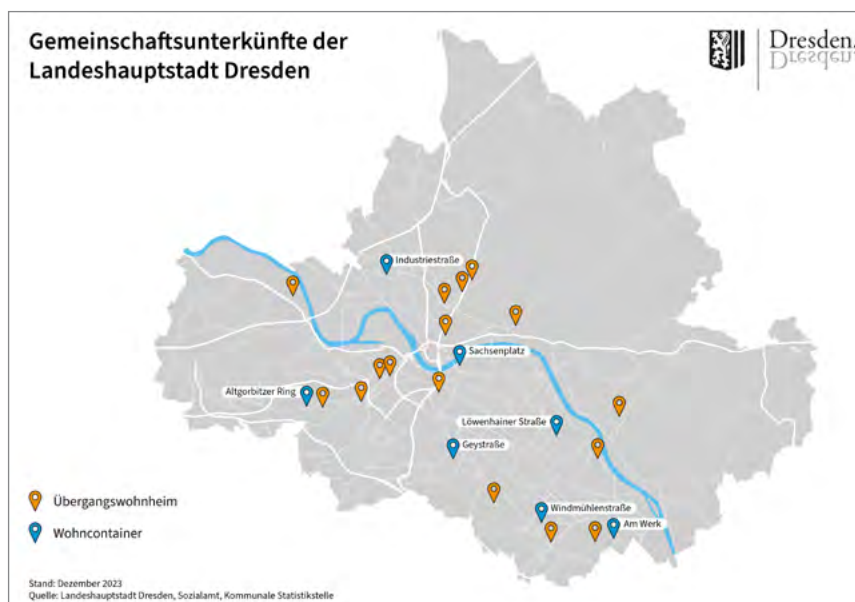 Gemeinschaftsunterkünfte der
Landeshauptstadt Dresden
Dresden.
Dresden.
Industriestraße
Sachsenplatz
Altgorbitzer Ring
Löwenhainer Straße
Geystraße
Windmühlenstraße
Am Werk
Übergangswohnheim
Wohncontainer
Stand: Dezember 2023
Quelle: Landeshauptstadt Dresden, Sozialamt, Kommunale Statistikstelle